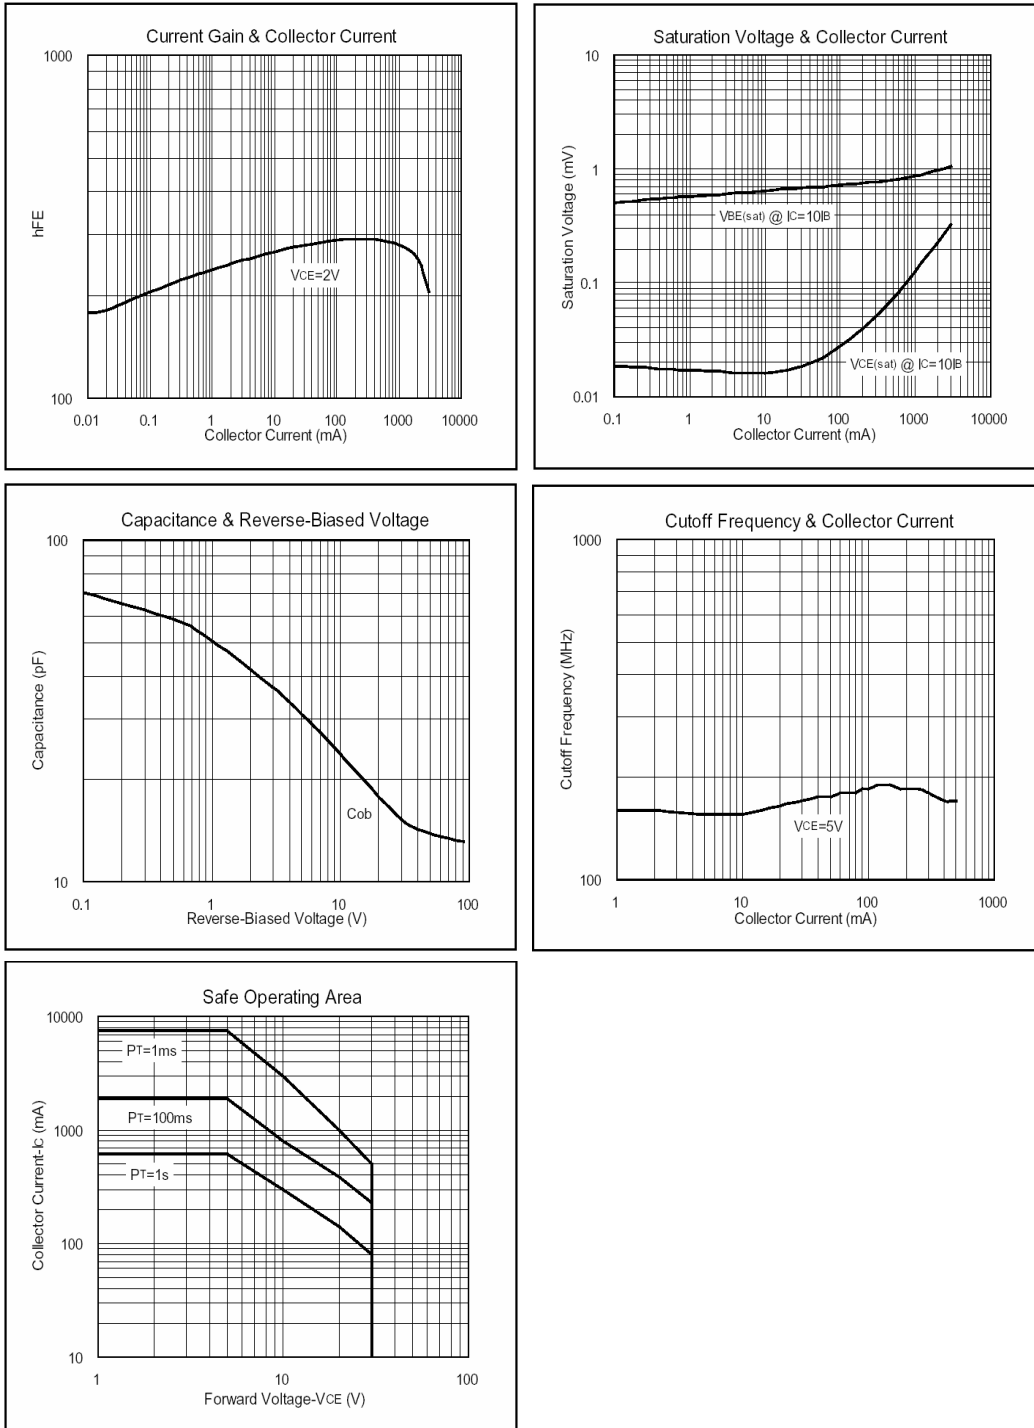 Current Gain & Collector Current
1000
hFE
VCE=2V
100
0.01 0.1 1 10 100 1000 10000
Collector Current (mA)
Saturation Voltage & Collector Current
10
1
Saturation Voltage (mV)
VBE(sat) @ IC=10IB
0.1
VCE(sat) @ IC=10IB
0.01
0.1 1 10 100 1000 10000
Collector Current (mA)
Capacitance & Reverse-Biased Voltage
100
Capacitance (pF)
Cob
10
0.1 1 10 100
Reverse-Biased Voltage (V)
Cutoff Frequency & Collector Current
1000
Cutoff Frequency (MHz)
VCE=5V
100
1 10 100 1000
Collector Current (mA)
Safe Operating Area
10000
PT=1ms
PT=100ms
1000
Collector Current-IC (mA)
PT=1s
100
10
1 10 100
Forward Voltage-VCE (V)